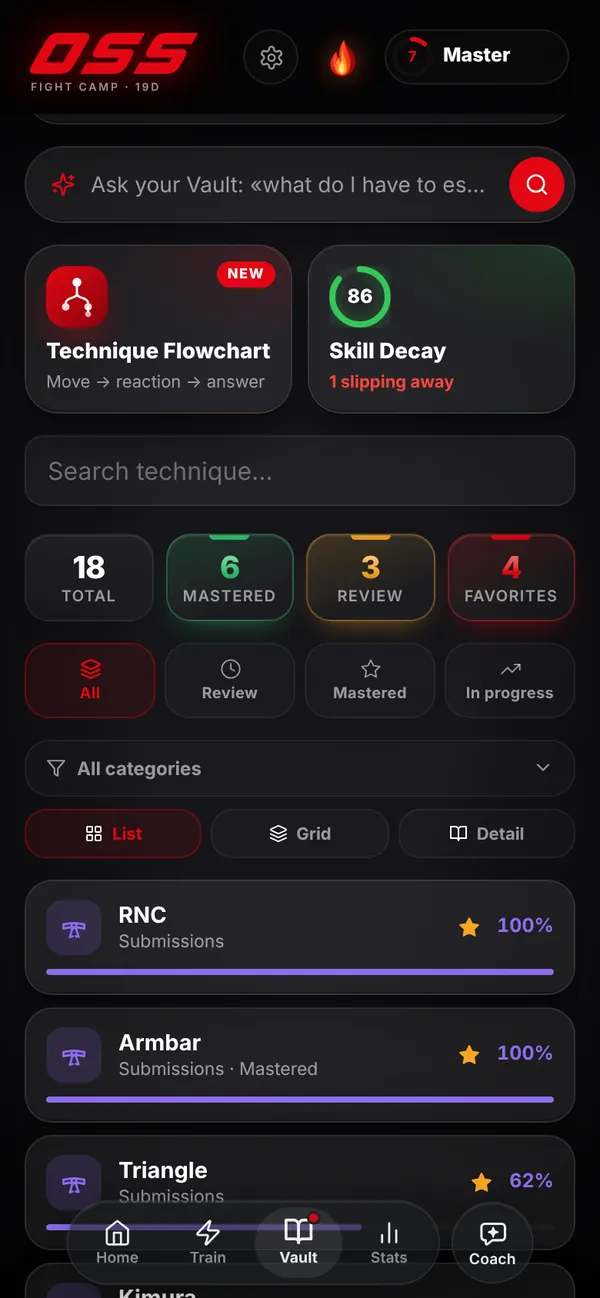 OSS
FIGHT CAMP · 19D
7
Master
Ask your Vault: «what do I have to es...
NEW
Technique Flowchart
Move → reaction → answer
86
Skill Decay
1 slipping away
Search technique...
18
TOTAL
6
MASTERED
3
REVIEW
4
FAVORITES
All
Review
Mastered
In progress
All categories
List
Grid
Detail
RNC
Submissions
100%
Armbar
Submissions · Mastered
100%
Triangle
Submissions
62%
Home
Train
Vault
Stats
Coach
Kimura